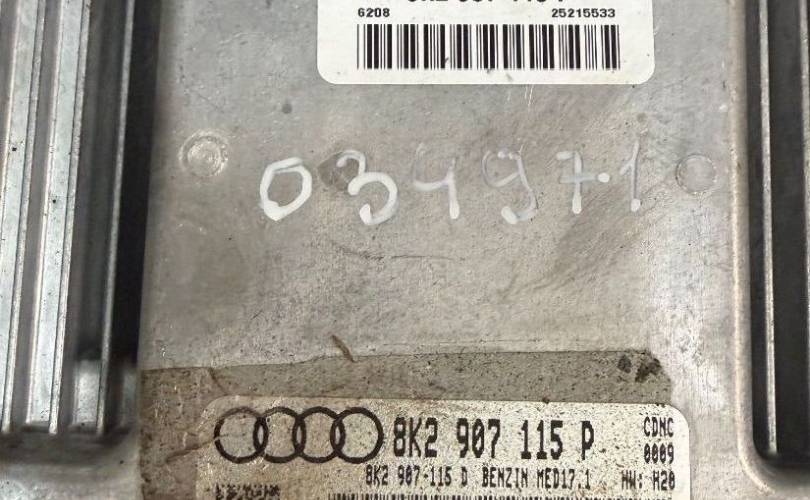 6208 25215533
03497.1
8K2 907 115 P
CDNC
0009
8K2 907-115 D BENZIN MED17.1 HW: H20